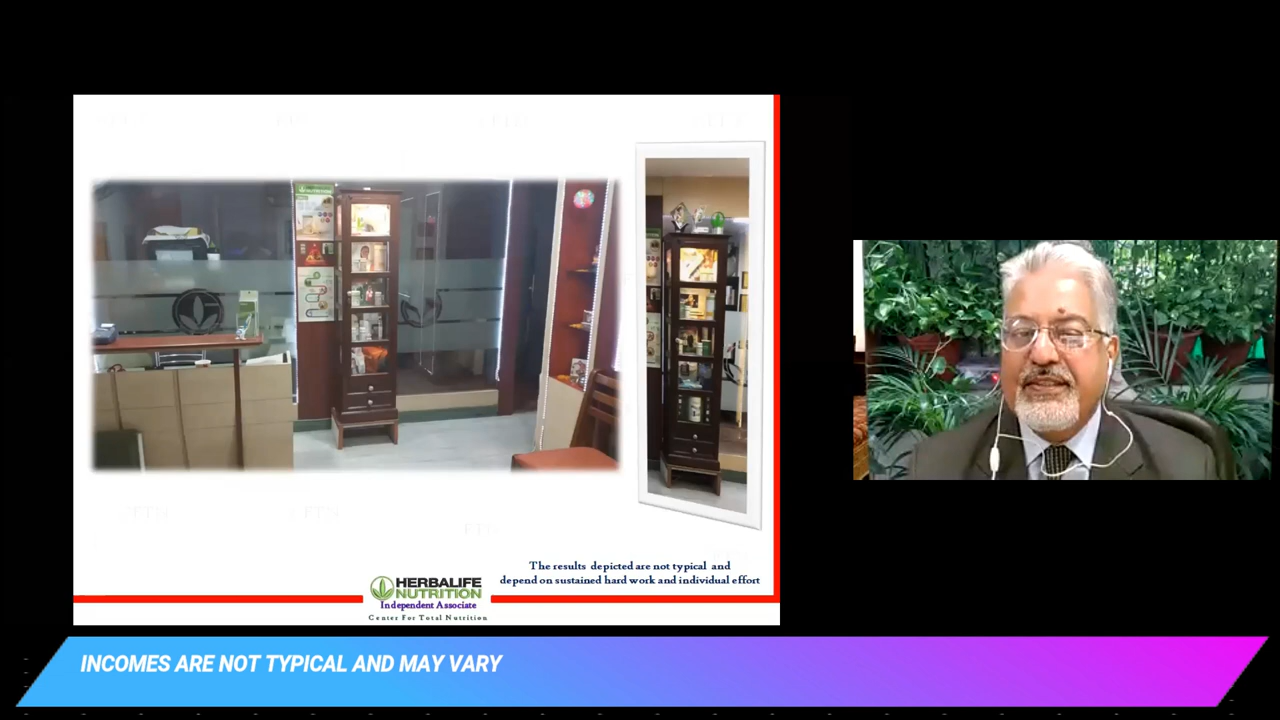 NUTRITION
The results depicted are not typical and
depend on sustained hard work and individual effort
HERBALIFE
NUTRITION
Independent Associate
Center For Total Nutrition
INCOMES ARE NOT TYPICAL AND MAY VARY